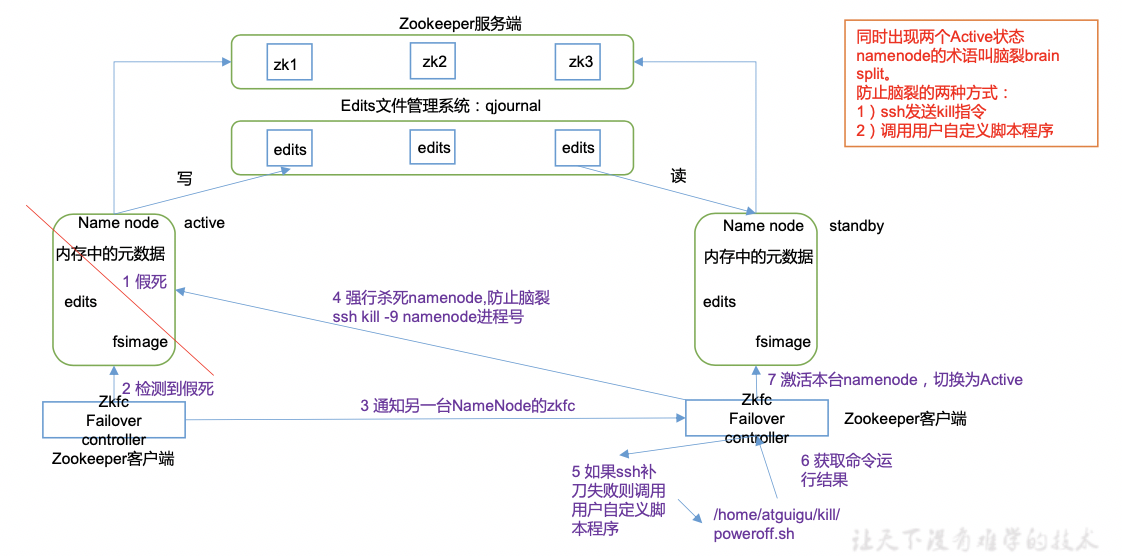 Zookeeper服务端
zk1
zk2
zk3
同时出现两个Active状态
namenode的术语叫脑裂brain
split。
防止脑裂的两种方式：
1）ssh发送kill指令
2）调用用户自定义脚本程序
Edits文件管理系统：qjournal
edits
edits
edits
写
读
Name node
active
内存中的元数据
1 假死
edits
fsimage
Name node
standby
内存中的元数据
edits
fsimage
4 强行杀死namenode,防止脑裂
ssh kill -9 namenode进程号
2 检测到假死
7 激活本台namenode，切换为Active
Zkfc
Failover
controller
Zookeeper客户端
3 通知另一台NameNode的zkfc
Zkfc
Failover
controller
Zookeeper客户端
5 如果ssh补
刀失败则调用
用户自定义脚
本程序
6 获取命令运
行结果
/home/atguigu/kill/
poweroff.sh
让天下没有难学的技术